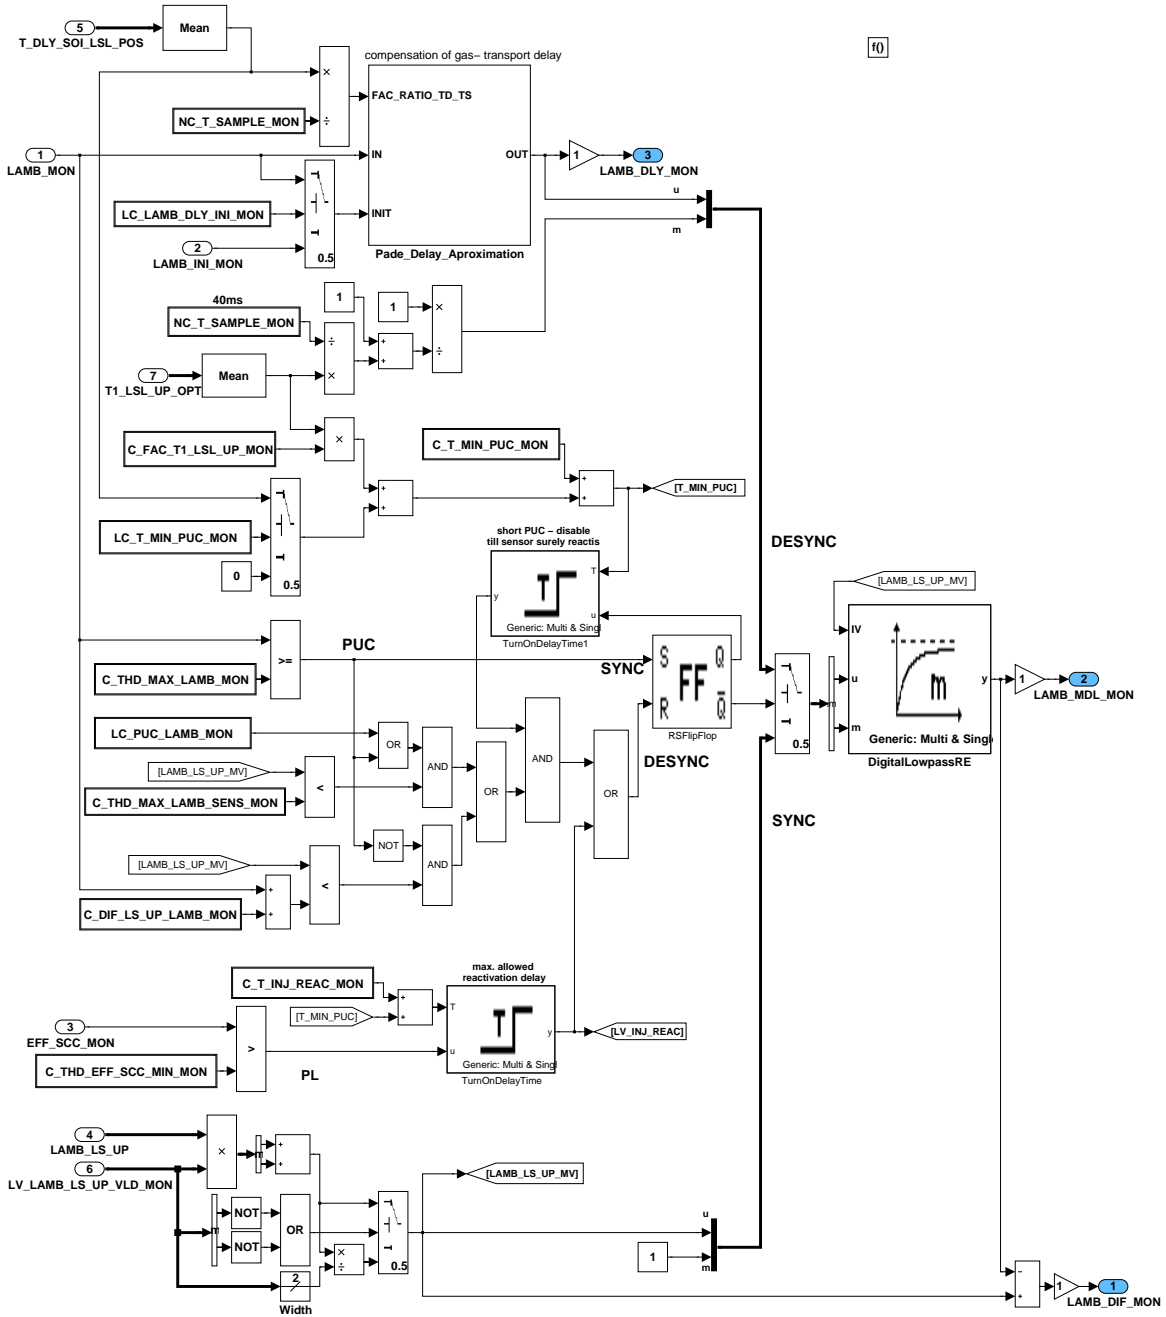 5
T_DLY_SOI_LSL_POS
Mean
f()
compensation of gas− transport delay
×
÷
FAC_RATIO_TD_TS
NC_T_SAMPLE_MON
1
LAMB_MON
IN
OUT
1
3
LAMB_DLY_MON
u
m
T
T
0.5
LC_LAMB_DLY_INI_MON
INIT
2
LAMB_INI_MON
Pade_Delay_Aproximation
40ms
NC_T_SAMPLE_MON
1
1
×
÷
÷
×
+
+
7
T1_LSL_UP_OPT
Mean
C_FAC_T1_LSL_UP_MON
×
C_T_MIN_PUC_MON
+
+
[T_MIN_PUC]
+
+
T
T
0.5
LC_T_MIN_PUC_MON
0
short PUC − disable
till sensor surely reactis
T
y
T
u
Generic: Multi & Singl
TurnOnDelayTime1
DESYNC
[LAMB_LS_UP_MV]
>=
PUC
C_THD_MAX_LAMB_MON
SYNC
S
Q
FF
R
Q
RSFlipFlop
DESYNC
T
T
0.5
m
IV
u
m
m
y
Generic: Multi & Singl
DigitalLowpassRE
1
2
LAMB_MDL_MON
LC_PUC_LAMB_MON
OR
AND
[LAMB_LS_UP_MV]
<
C_THD_MAX_LAMB_SENS_MON
OR
AND
OR
SYNC
NOT
AND
[LAMB_LS_UP_MV]
<
+
+
C_DIF_LS_UP_LAMB_MON
max. allowed
reactivation delay
C_T_INJ_REAC_MON
+
+
[T_MIN_PUC]
T
T
y
u
Generic: Multi & Singl
TurnOnDelayTime
[LV_INJ_REAC]
3
EFF_SCC_MON
>
C_THD_EFF_SCC_MIN_MON
PL
4
LAMB_LS_UP
×
m
+
+
6
LV_LAMB_LS_UP_VLD_MON
[LAMB_LS_UP_MV]
m
NOT
NOT
OR
×
÷
T
T
0.5
2
Width
u
1
m
−
+
1
1
LAMB_DIF_MON